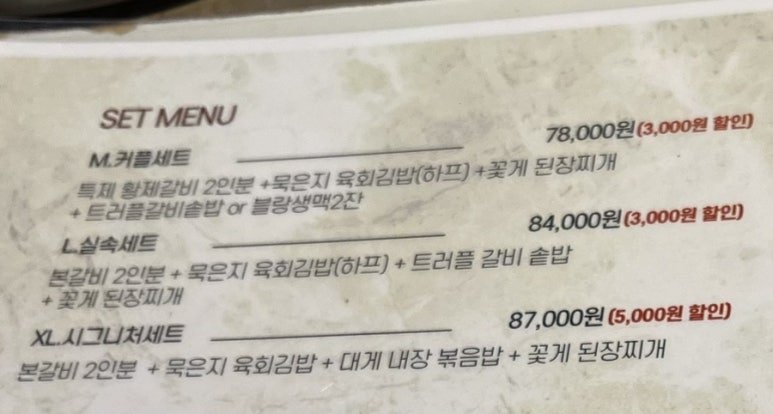 SET MENU
M.커플세트 78,000원(3,000원 할인)
특제 황제갈비 2인분 +묵은지 육회김밥(하프) +꽃게 된장찌개
+ 트러플갈비솥밥 or 블랑생맥2잔
L.실속세트 84,000원(3,000원 할인)
본갈비 2인분 + 묵은지 육회김밥(하프) + 트러플 갈비 솥밥
+ 꽃게 된장찌개
XL.시그니처세트 87,000원(5,000원 할인)
본갈비 2인분 + 묵은지 육회김밥 + 대게 내장 볶음밥 + 꽃게 된장찌개